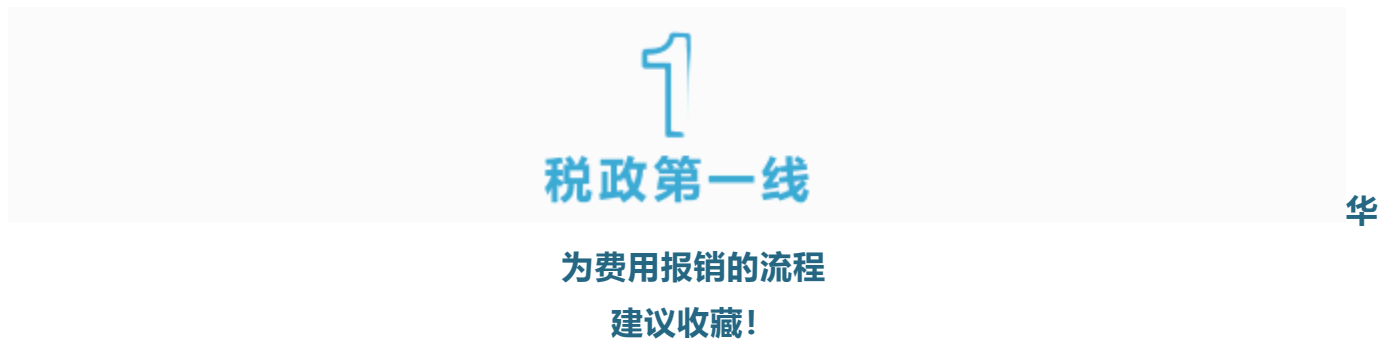 1
税政第一线
华
为费用报销的流程
建议收藏！